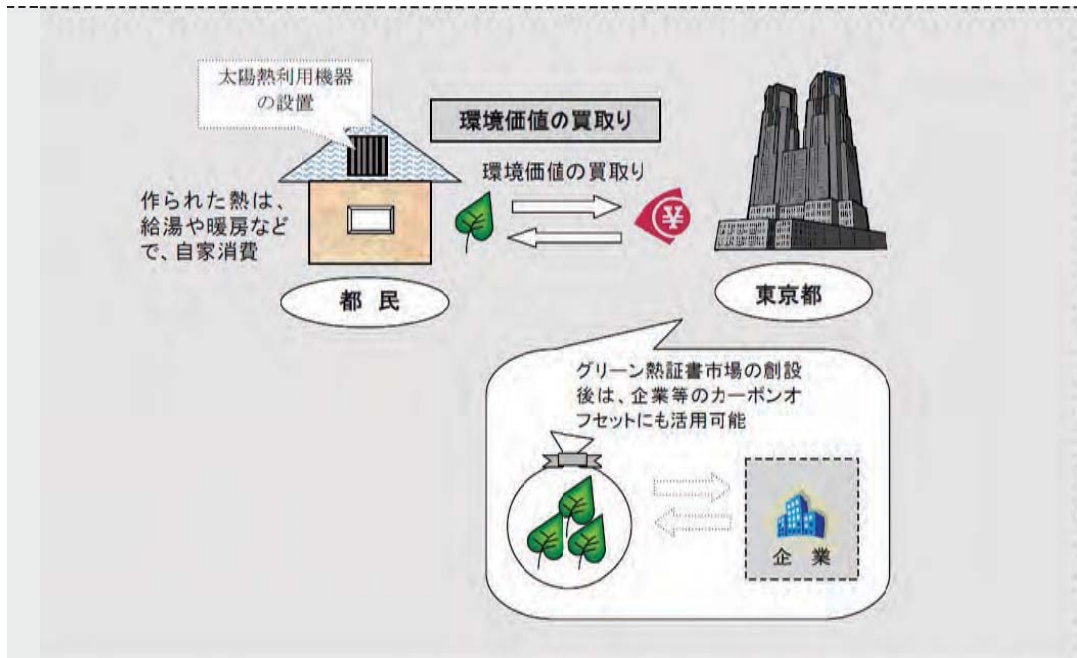 太陽熱利用機器
の設置
環境価値の買取り
環境価値の買取り
作られた熱は、
給湯や暖房など
で、自家消費
¥
都 民
東京都
グリーン熱証書市場の創設
後は、企業等のカーボンオ
フセットにも活用可能
企 業